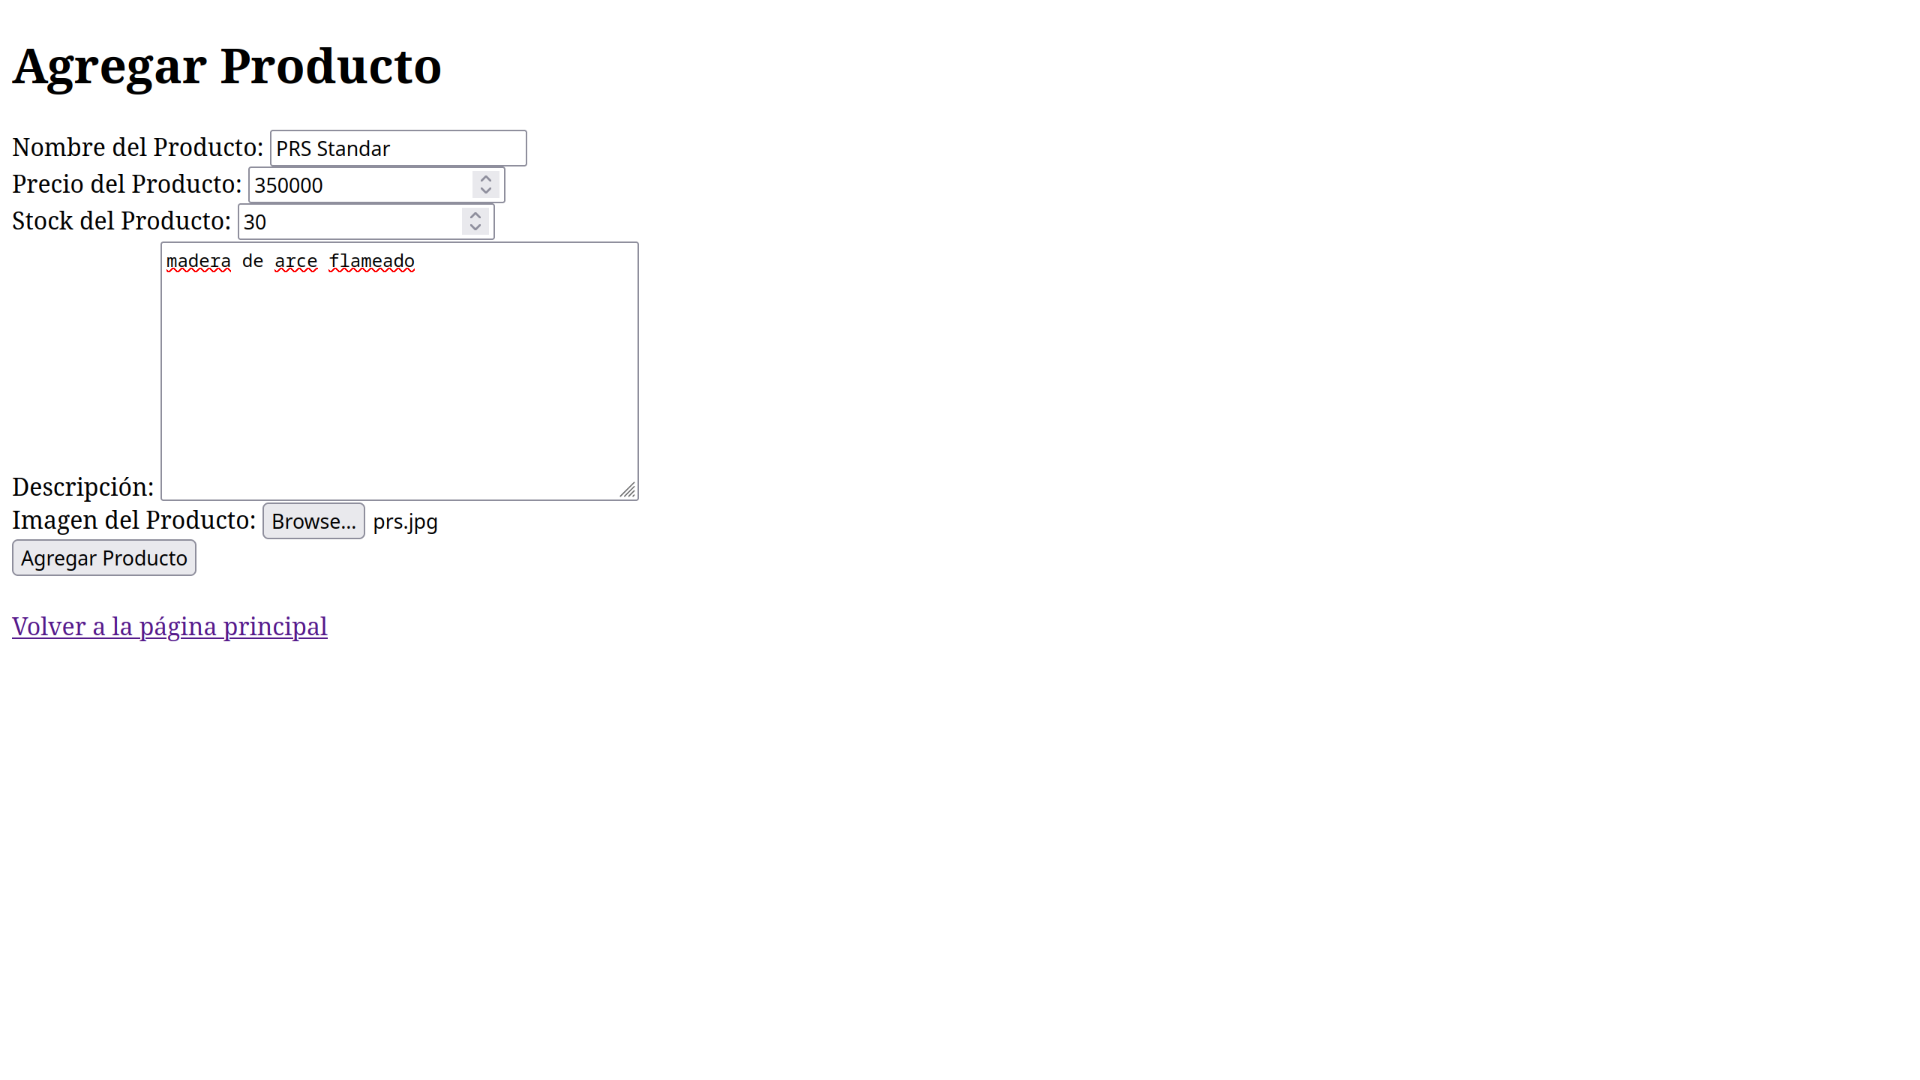 Agregar Producto
Nombre del Producto: PRS Standar
Precio del Producto: 350000
Stock del Producto: 30
madera de arce flameado
Descripción:
Imagen del Producto: Browse... prs.jpg
Agregar Producto
Volver a la página principal